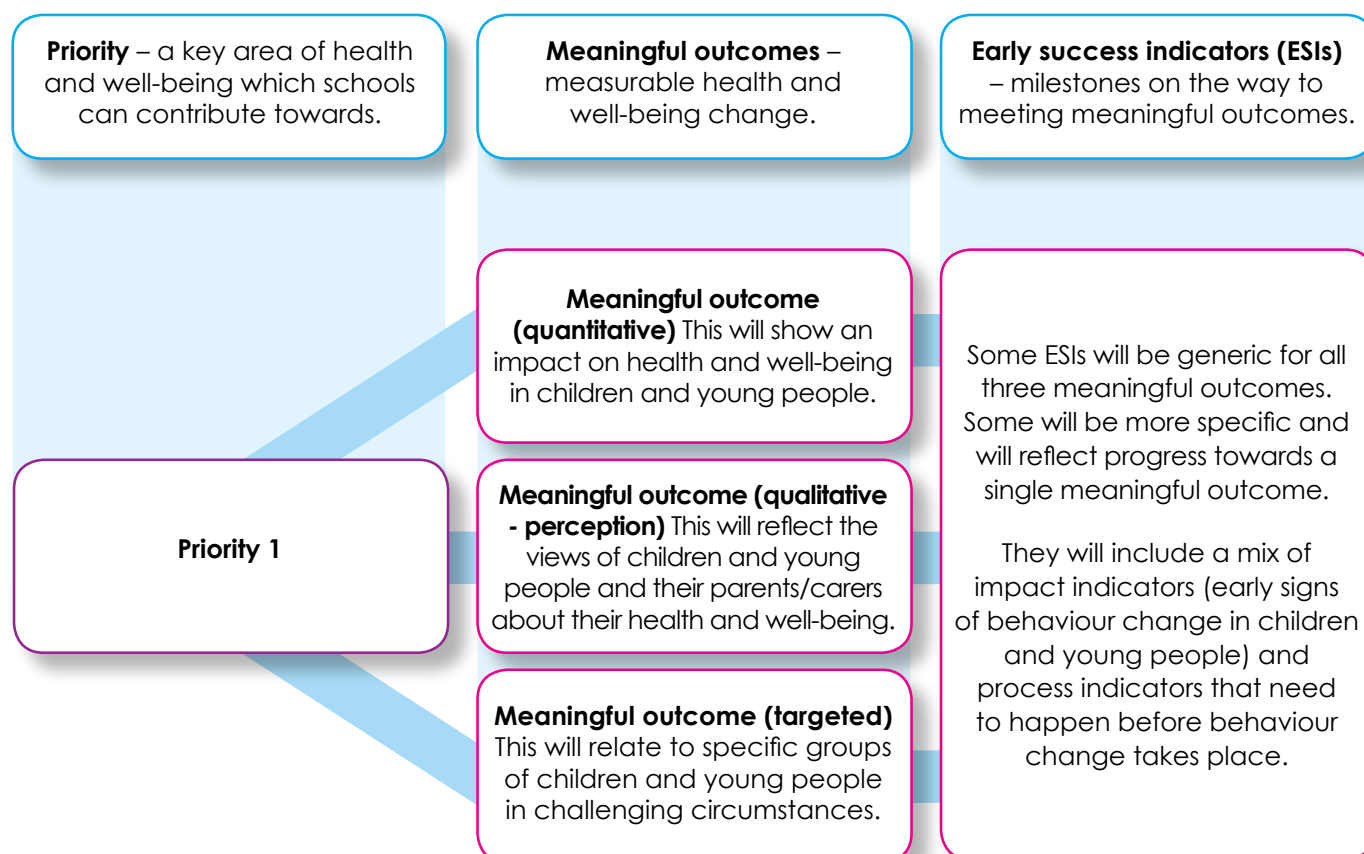 Priority – a key area of health
and well-being which schools
can contribute towards.
Meaningful outcomes –
measurable health and
well-being change.
Early success indicators (ESIs)
– milestones on the way to
meeting meaningful outcomes.
Priority 1
Meaningful outcome
(quantitative) This will show an
impact on health and well-being
in children and young people.
Meaningful outcome (qualitative
- perception) This will reflect the
views of children and young
people and their parents/carers
about their health and well-being.
Meaningful outcome (targeted)
This will relate to specific groups
of children and young people
in challenging circumstances.
Some ESIs will be generic for all
three meaningful outcomes.
Some will be more specific and
will reflect progress towards a
single meaningful outcome.
They will include a mix of
impact indicators (early signs
of behaviour change in children
and young people) and
process indicators that need
to happen before behaviour
change takes place.